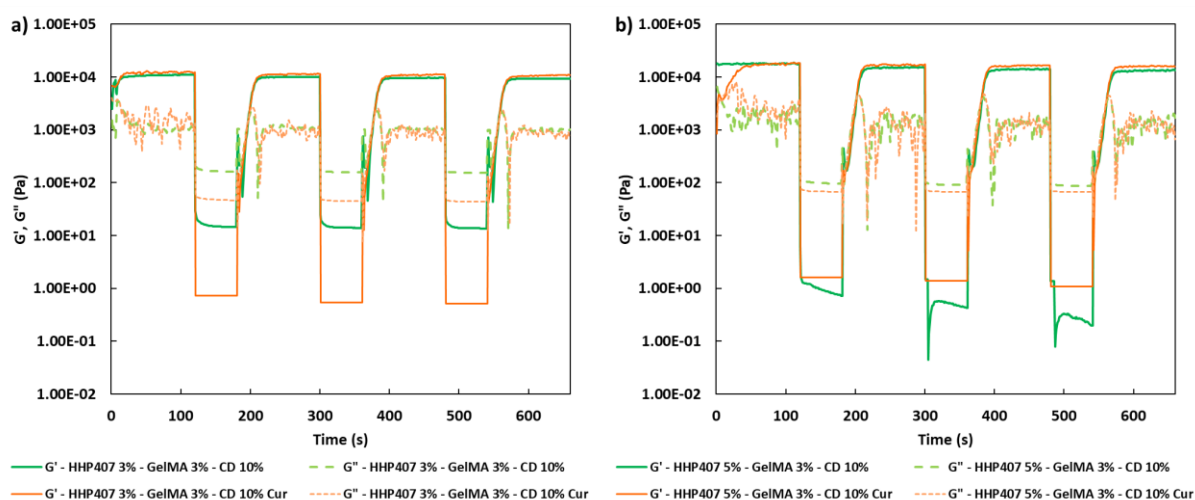 a)
1.00E+05
1.00E+04
1.00E+03
1.00E+02
1.00E+01
1.00E+00
1.00E-01
1.00E-02
G', G" (Pa)
0 100 200 300 400 500 600
Time (s)
G' - HHP407 3% - GelMA 3% - CD 10%
G" - HHP407 3% - GelMA 3% - CD 10%
G' - HHP407 3% - GelMA 3% - CD 10% Cur
G" - HHP407 3% - GelMA 3% - CD 10% Cur
b)
1.00E+05
1.00E+04
1.00E+03
1.00E+02
1.00E+01
1.00E+00
1.00E-01
1.00E-02
G', G" (Pa)
0 100 200 300 400 500 600
Time (s)
G' - HHP407 5% - GelMA 3% - CD 10%
G" - HHP407 5% - GelMA 3% - CD 10%
G' - HHP407 5% - GelMA 3% - CD 10% Cur
G" - HHP407 5% - GelMA 3% - CD 10% Cur